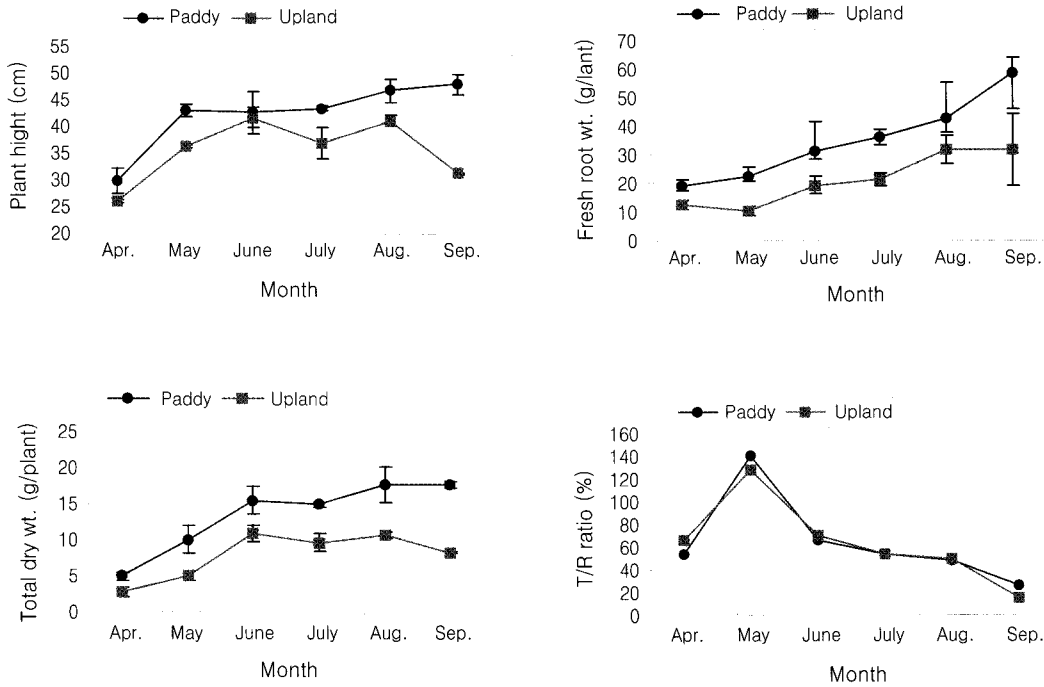 Paddy Upland
Plant hight (cm)
55
50
45
40
35
30
25
20
Apr. May June July Aug. Sep.
Month
Paddy Upland
Fresh root wt. (g/lant)
70
60
50
40
30
20
10
0
Apr. May June July Aug. Sep.
Month
Paddy Upland
Total dry wt. (g/plant)
25
20
15
10
5
0
Apr. May June July Aug. Sep.
Month
Paddy Upland
T/R ratio (%)
160
140
120
100
80
60
40
20
0
Apr. May June July Aug. Sep.
Month